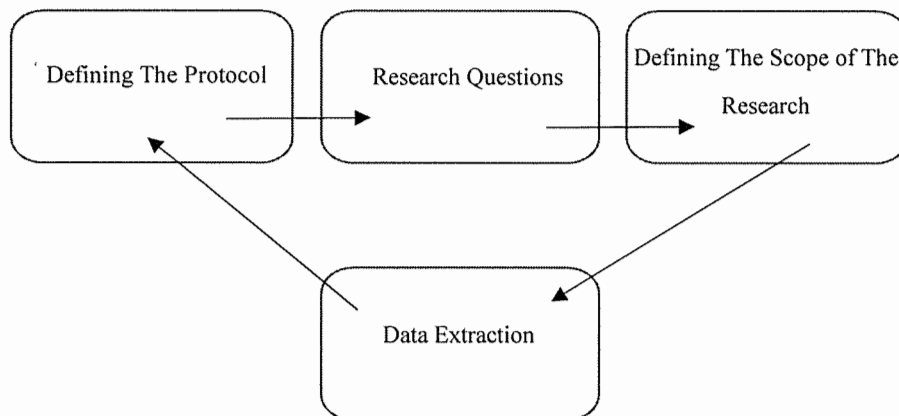 Defining The Protocol
Research Questions
Defining The Scope of The
Research
Data Extraction